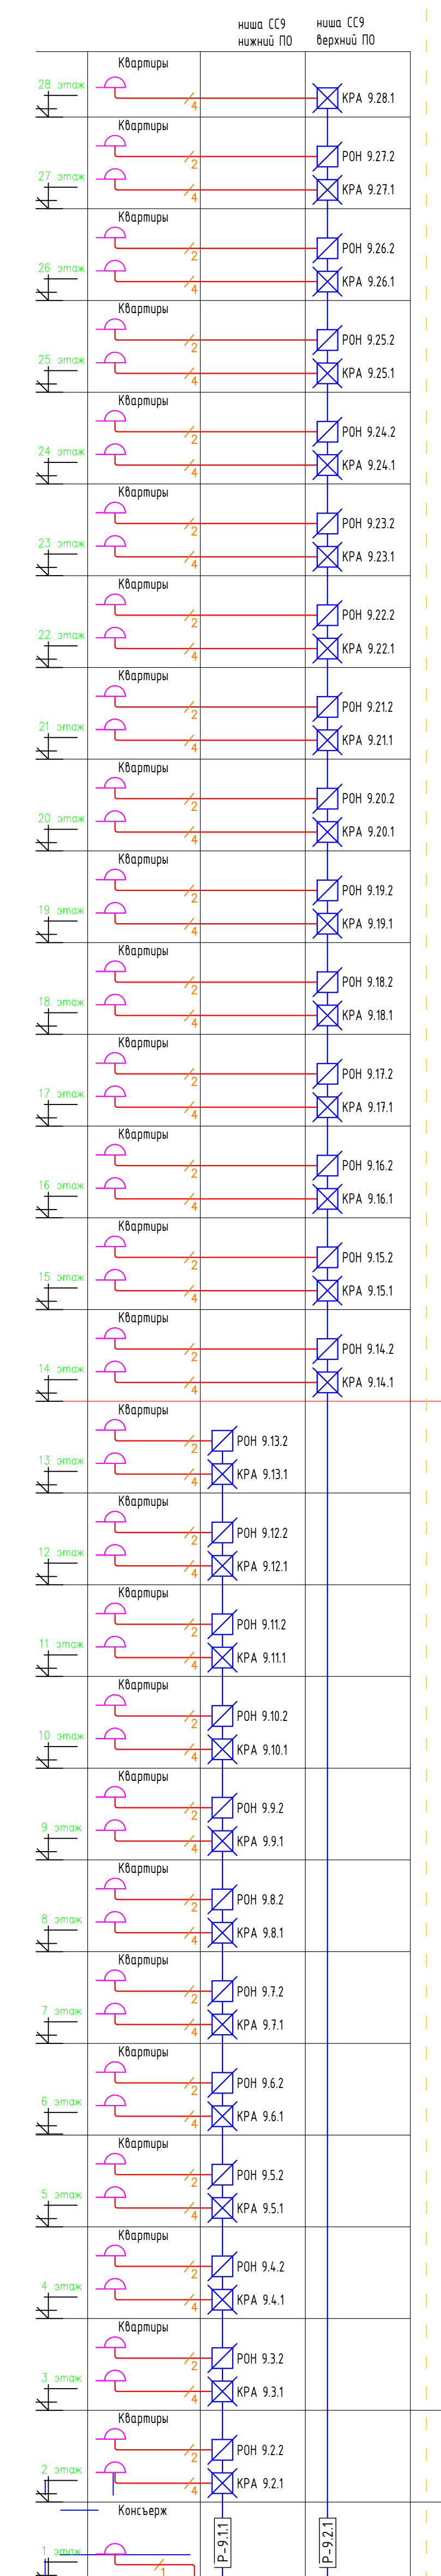 ниша СС9
нижний ПО
ниша СС9
верхний ПО
Квартиры
28 этаж
4
КРА 9.28.1
Квартиры
2
РОН 9.27.2
27 этаж
4
КРА 9.27.1
Квартиры
2
РОН 9.26.2
26 этаж
4
КРА 9.26.1
Квартиры
2
РОН 9.25.2
25 этаж
4
КРА 9.25.1
Квартиры
2
РОН 9.24.2
24 этаж
4
КРА 9.24.1
Квартиры
2
РОН 9.23.2
23 этаж
4
КРА 9.23.1
Квартиры
2
РОН 9.22.2
22 этаж
4
КРА 9.22.1
Квартиры
2
РОН 9.21.2
21 этаж
4
КРА 9.21.1
Квартиры
2
РОН 9.20.2
20 этаж
4
КРА 9.20.1
Квартиры
2
РОН 9.19.2
19 этаж
4
КРА 9.19.1
Квартиры
2
РОН 9.18.2
18 этаж
4
КРА 9.18.1
Квартиры
2
РОН 9.17.2
17 этаж
4
КРА 9.17.1
Квартиры
2
РОН 9.16.2
16 этаж
4
КРА 9.16.1
Квартиры
2
РОН 9.15.2
15 этаж
4
КРА 9.15.1
Квартиры
2
РОН 9.14.2
14 этаж
4
КРА 9.14.1
Квартиры
2
РОН 9.13.2
13 этаж
4
КРА 9.13.1
Квартиры
2
РОН 9.12.2
12 этаж
4
КРА 9.12.1
Квартиры
2
РОН 9.11.2
11 этаж
4
КРА 9.11.1
Квартиры
2
РОН 9.10.2
10 этаж
4
КРА 9.10.1
Квартиры
2
РОН 9.9.2
9 этаж
4
КРА 9.9.1
Квартиры
2
РОН 9.8.2
8 этаж
4
КРА 9.8.1
Квартиры
2
РОН 9.7.2
7 этаж
4
КРА 9.7.1
Квартиры
2
РОН 9.6.2
6 этаж
4
КРА 9.6.1
Квартиры
2
РОН 9.5.2
5 этаж
4
КРА 9.5.1
Квартиры
2
РОН 9.4.2
4 этаж
4
КРА 9.4.1
Квартиры
2
РОН 9.3.2
3 этаж
4
КРА 9.3.1
Квартиры
2
РОН 9.2.2
2 этаж
4
КРА 9.2.1
Консьерж
Р-9.1.1
Р-9.2.1
1 этаж
1